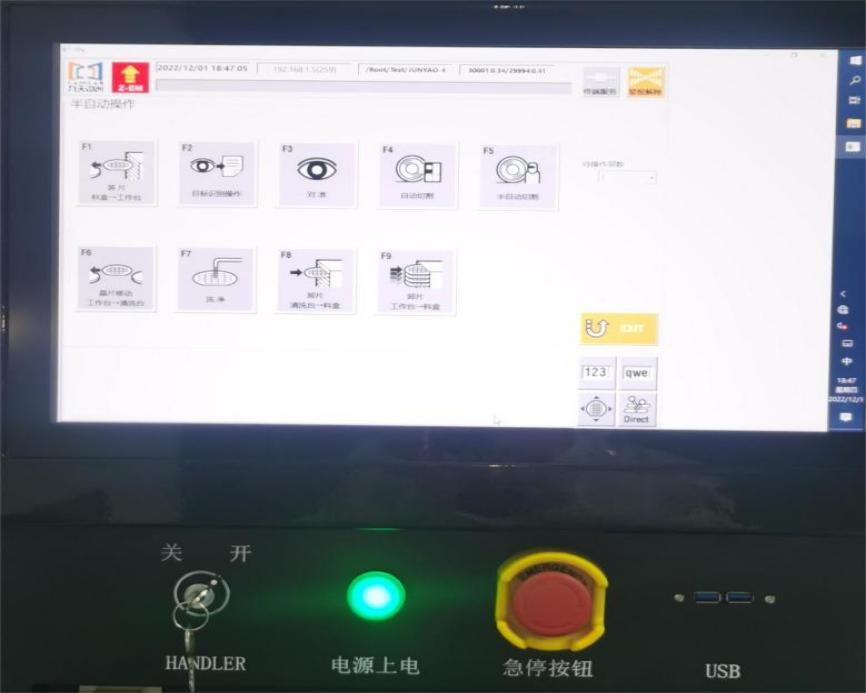 2022/12/01 18:47:05
192.168.1.5(259)
/Root/Test/JUNYAO-4
30001.0.34/29994.0.41
Z-EM
终端服务
半自动操作
F1
装片
料盒→工作台
F2
目标识别操作
F3
对准
F4
自动切割
F5
半自动切割
F6
晶片移动
工作台→清洗台
F7
洗净
F8
卸片
清洗台→料盒
F9
卸片
工作台→料盒
EXIT
123
qwe
Direct
中
18:47
星期四
2022/12/1
关 开
EMERGENCY
HANDLER
电源上电
急停按钮
USB